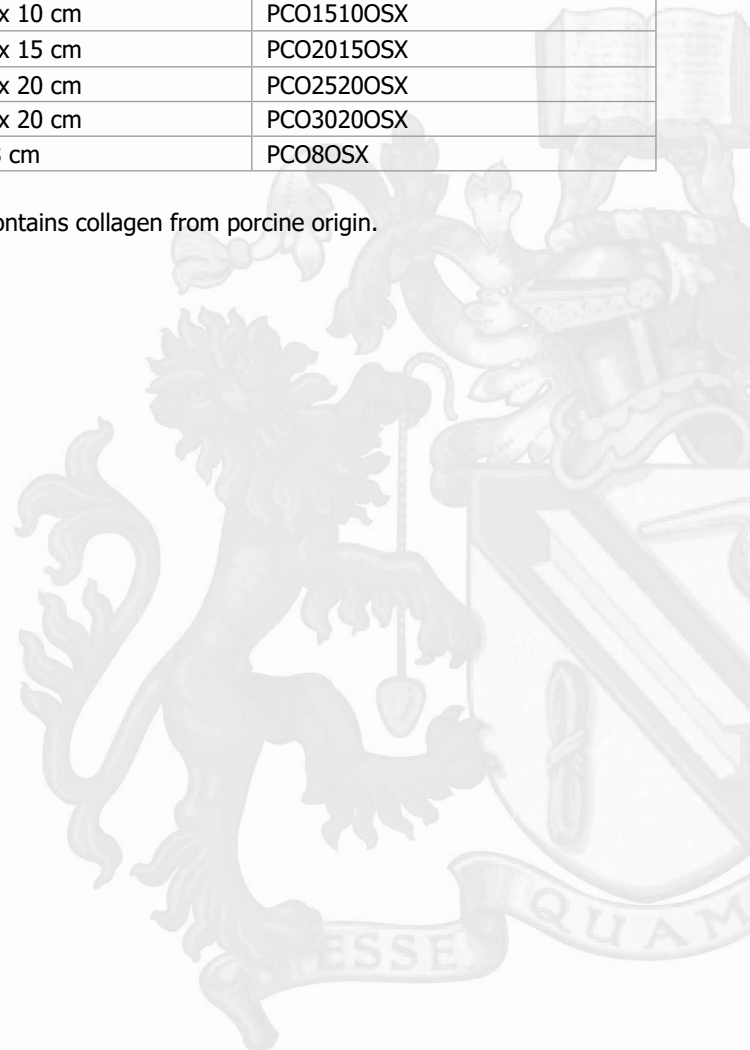 x 10 cm PCO1510OSX
x 15 cm PCO2015OSX
x 20 cm PCO2520OSX
x 20 cm PCO3020OSX
cm PCO8OSX
ontains collagen from porcine origin.
ESSE QUAM